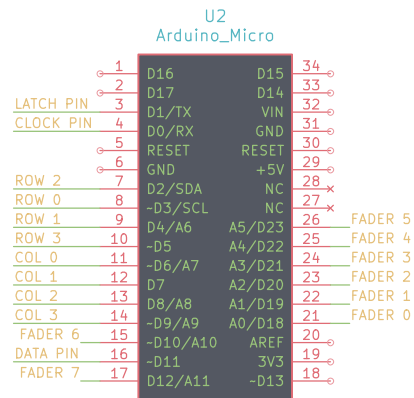 U2
Arduino_Micro
1 D16 D15 34
2 D17 D14 33
LATCH PIN 3 D1/TX VIN 32
CLOCK PIN 4 D0/RX GND 31
5 RESET RESET 30
6 GND +5V 29
ROW 2 7 D2/SDA NC 28
ROW 0 8 ~D3/SCL NC 27
ROW 1 9 D4/A6 A5/D23 26 FADER 5
ROW 3 10 ~D5 A4/D22 25 FADER 4
COL 0 11 ~D6/A7 A3/D21 24 FADER 3
COL 1 12 D7 A2/D20 23 FADER 2
COL 2 13 D8/A8 A1/D19 22 FADER 1
COL 3 14 ~D9/A9 A0/D18 21 FADER 0
FADER 6 15 ~D10/A10 AREF 20
DATA PIN 16 ~D11 3V3 19
FADER 7 17 D12/A11 ~D13 18